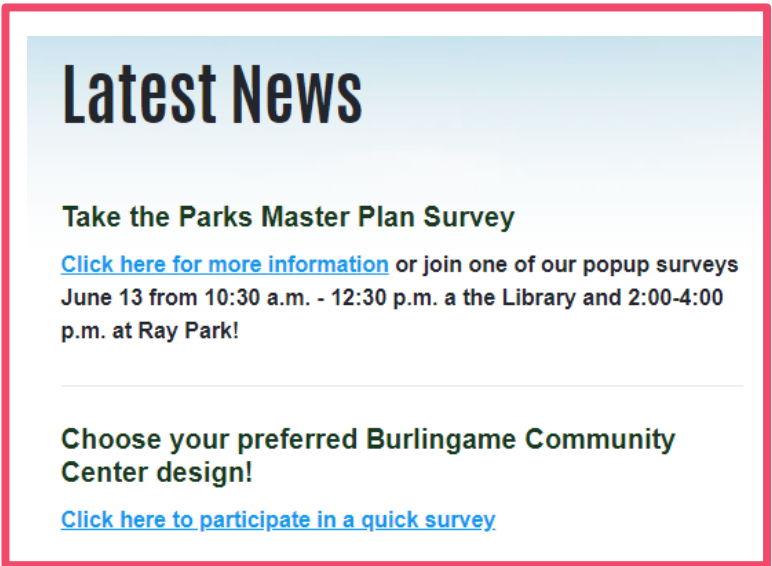 Latest News
Take the Parks Master Plan Survey
Click here for more information or join one of our popup surveys
June 13 from 10:30 a.m. - 12:30 p.m. a the Library and 2:00-4:00
p.m. at Ray Park!
Choose your preferred Burlingame Community
Center design!
Click here to participate in a quick survey